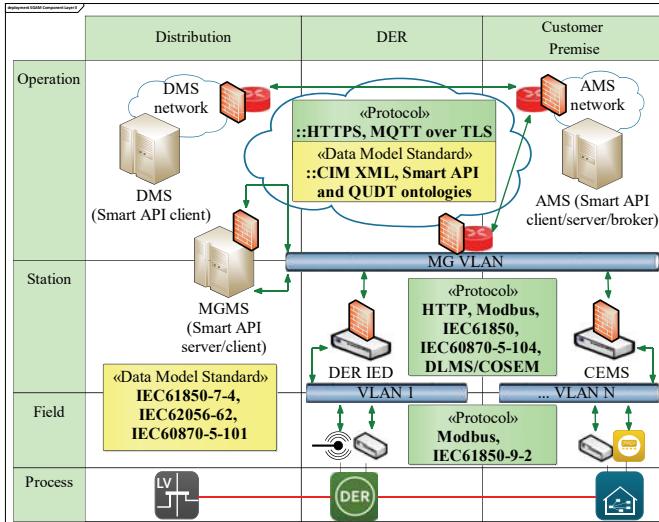 deployment SGAM Component Layer II
Distribution
DER
Customer
Premise
Operation
DMS
network
AMS
network
«Protocol»
::HTTPS, MQTT over TLS
«Data Model Standard»
::CIM XML, Smart API
and QUDT ontologies
DMS
(Smart API client)
AMS (Smart API
client/server/broker)
MG VLAN
Station
MGMS
(Smart API
server/client)
«Protocol»
HTTP, Modbus,
IEC61850,
IEC60870-5-104,
DLMS/COSEM
DER IED
CEMS
«Data Model Standard»
IEC61850-7-4,
IEC62056-62,
IEC60870-5-101
VLAN 1
... VLAN N
Field
«Protocol»
Modbus,
IEC61850-9-2
Process
LV
DER